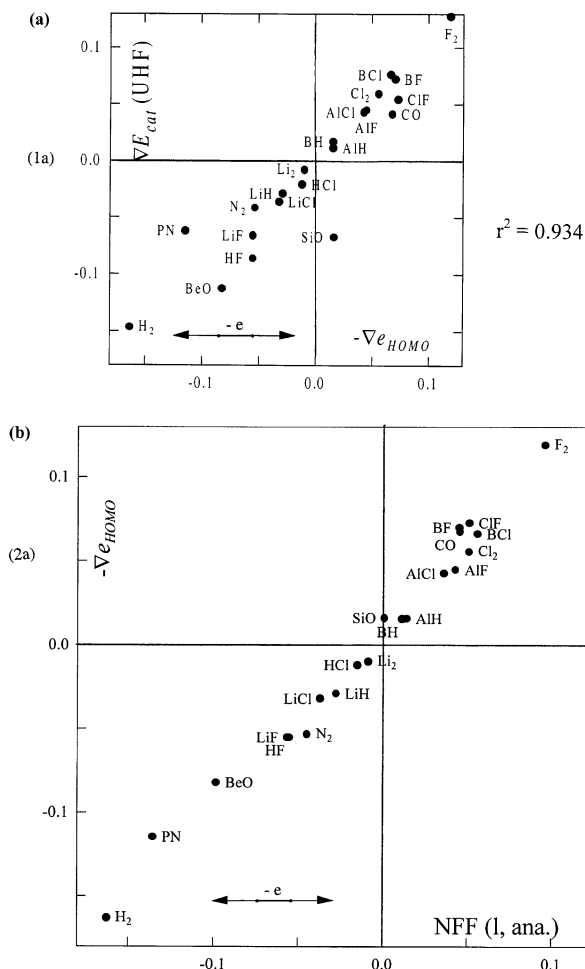 (a)
F2
0.1
∇Ecat (UHF)
BCl
BF
Cl2
ClF
AlCl
CO
AlF
BH
AlH
(1a)
0.0
Li2
HCl
LiH
LiCl
N2
PN
SiO
LiF
r² = 0.934
HF
-0.1
BeO
H2
- e
-∇eHOMO
-0.1 0.0 0.1
(b)
F2
0.1
-∇eHOMO
BF ClF
BCl
CO
Cl2
(2a)
AlCl AlF
SiO AlH
BH
0.0
HCl Li2
LiCl LiH
LiF N2
HF
BeO
-0.1
PN
- e
H2
NFF (l, ana.)
-0.1 0.0 0.1